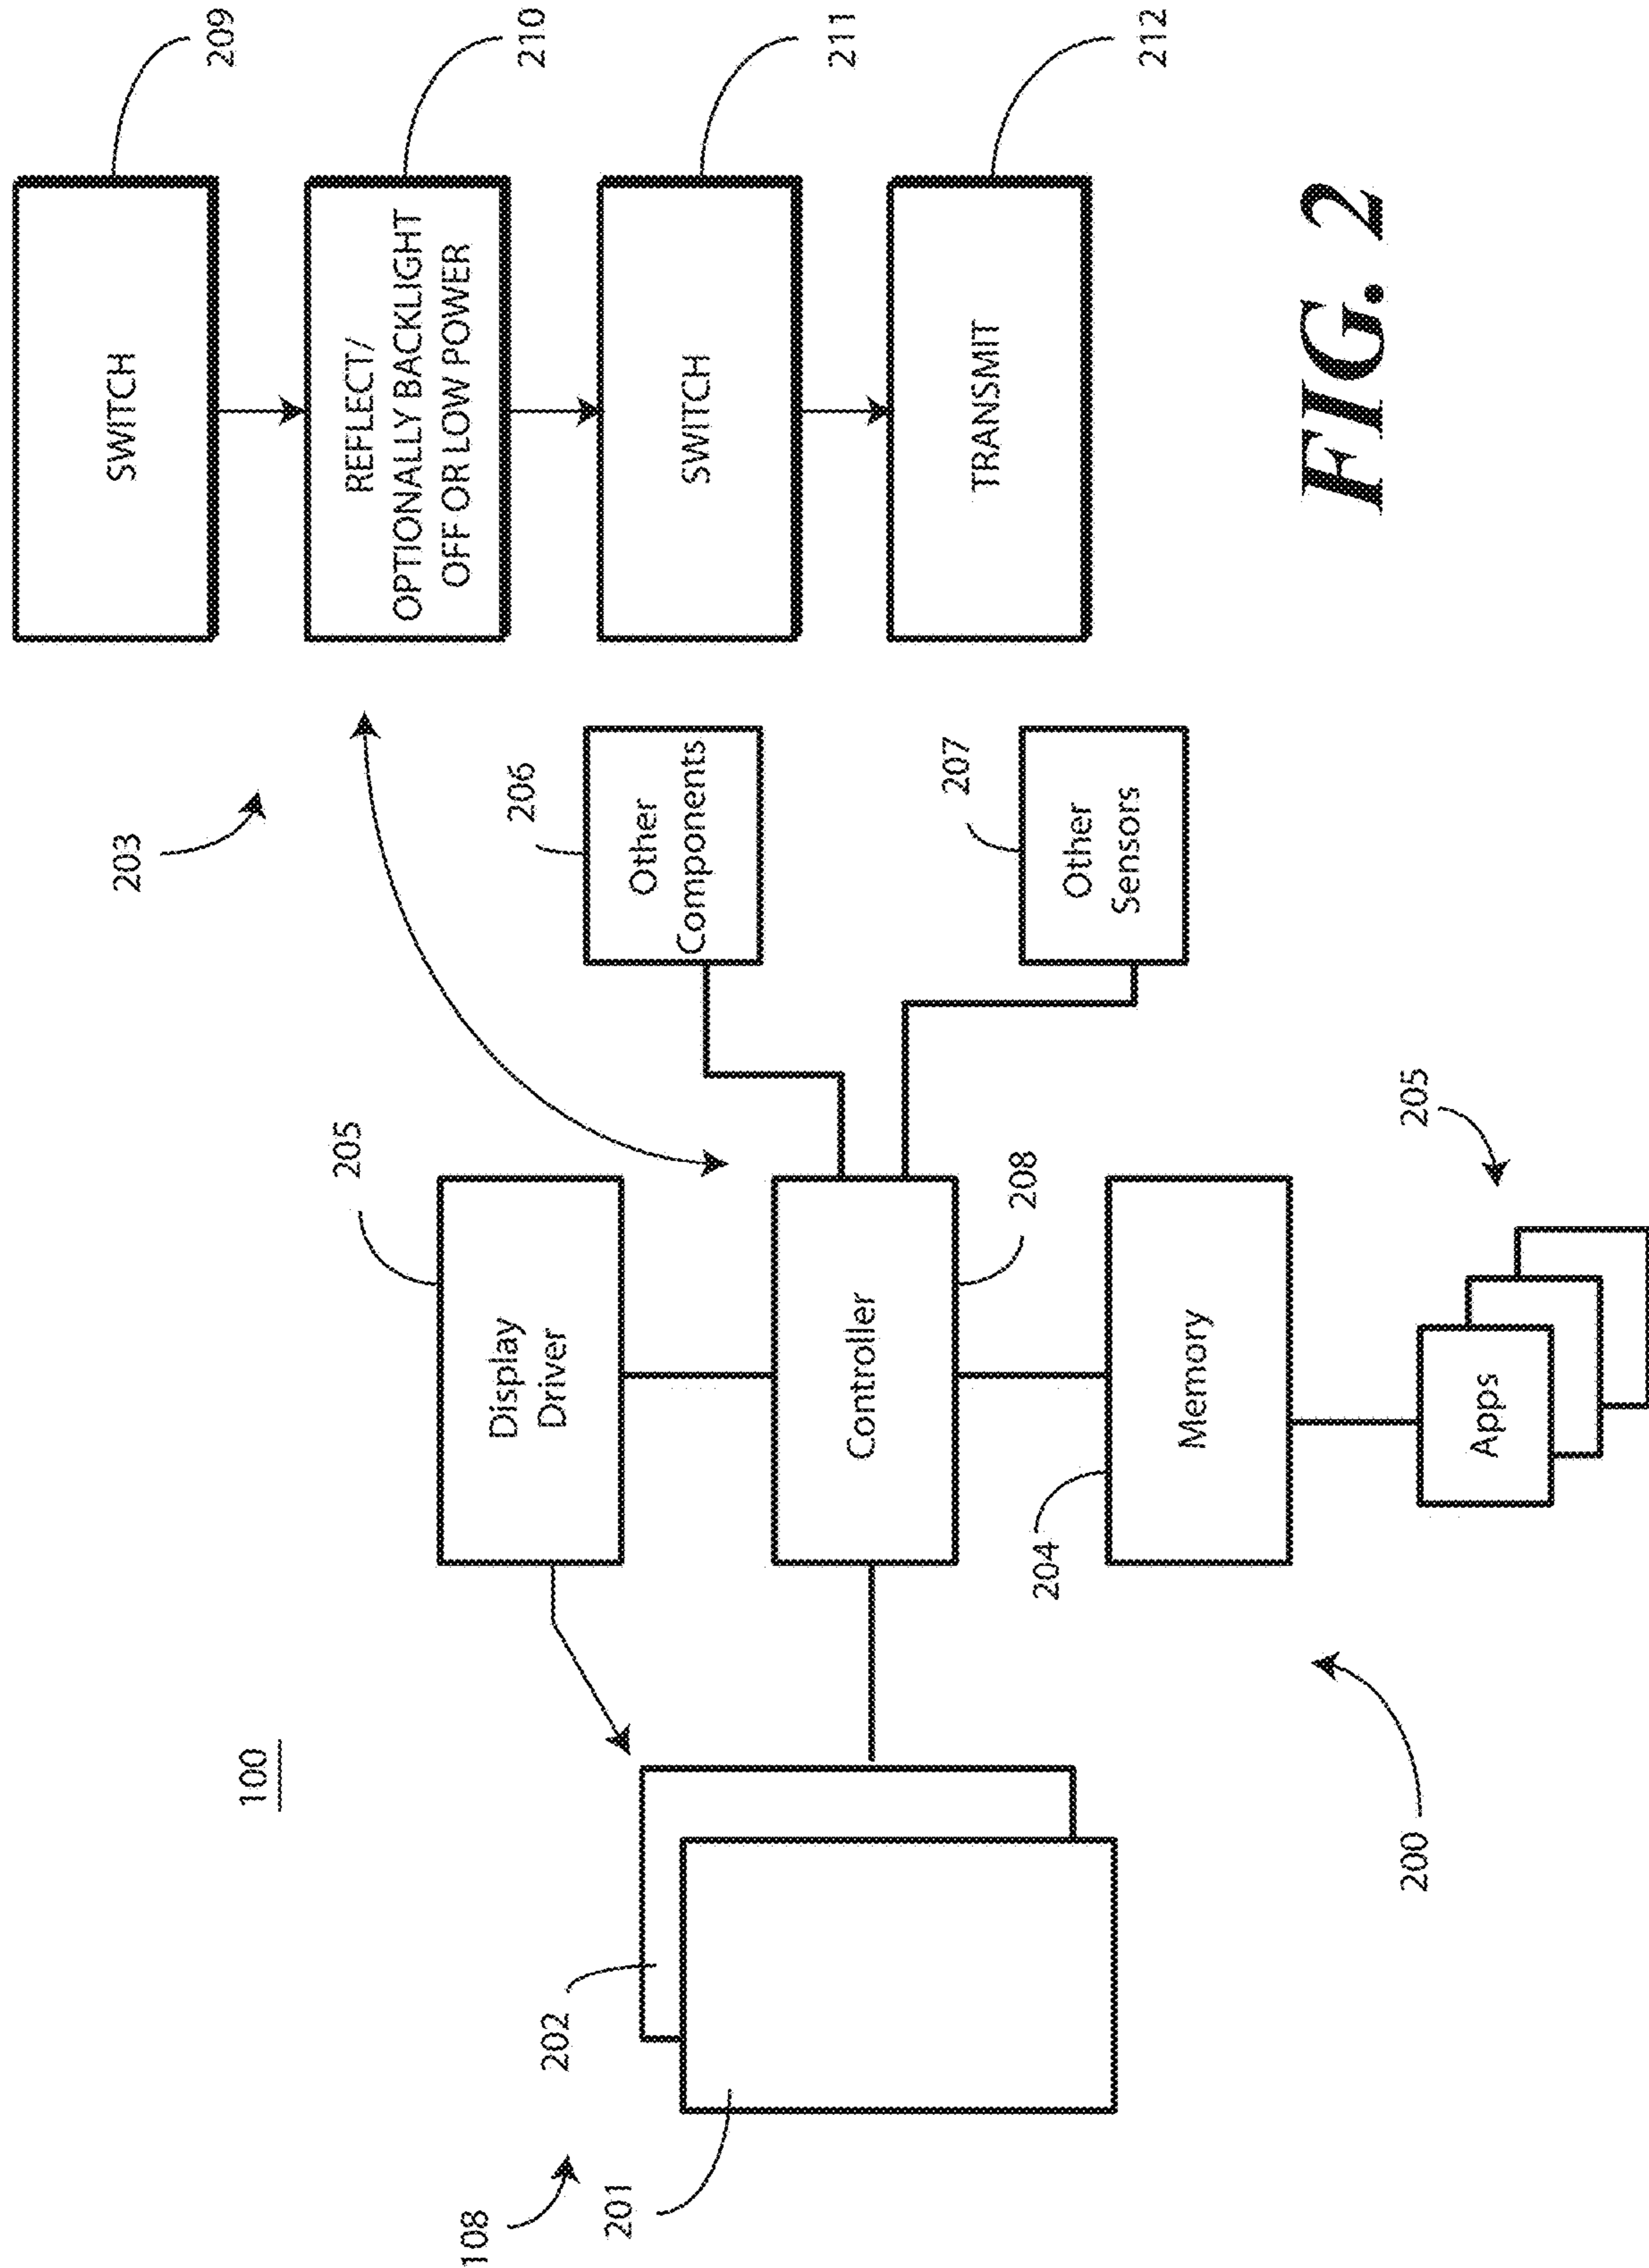 100
108
201
202
Display
Driver
205
Controller
208
Memory
204
Apps
205
200
Other
Components
206
Other
Sensors
207
203
SWITCH
209
REFLECT/
OPTIONALLY BACKLIGHT
OFF OR LOW POWER
210
SWITCH
211
TRANSMIT
212
FIG. 2